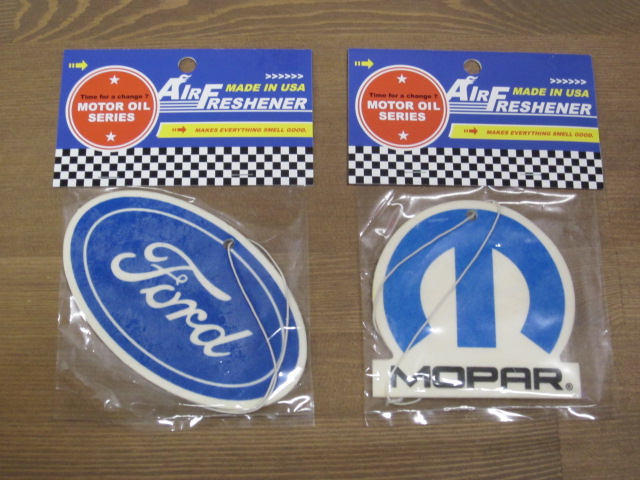 Time for a change ?
MOTOR OIL
SERIES
AIR FRESHENER
MADE IN USA
MAKES EVERYTHING SMELL GOOD.
Ford
Time for a change ?
MOTOR OIL
SERIES
AIR FRESHENER
MADE IN USA
MAKES EVERYTHING SMELL GOOD.
MOPAR®